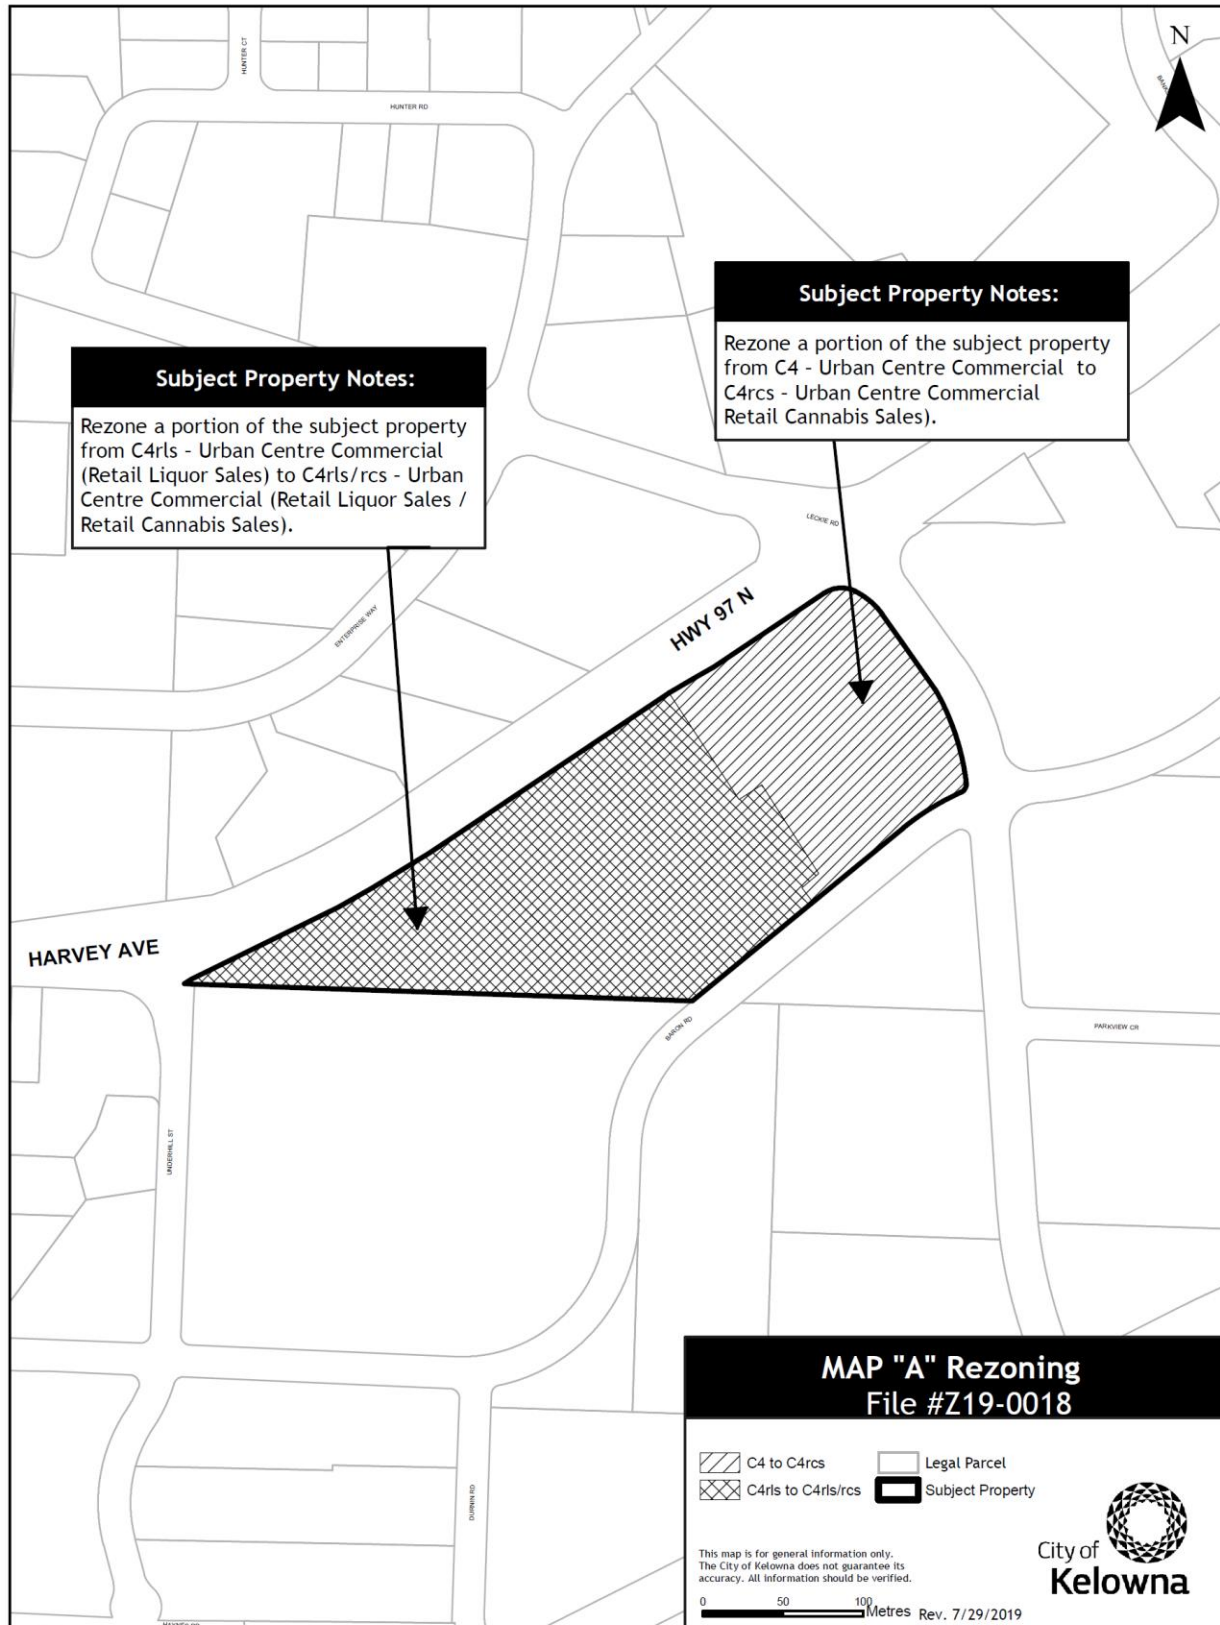 N
HUNTER CT
HUNTER RD
Subject Property Notes:
Rezone a portion of the subject property
from C4 - Urban Centre Commercial to
C4rcs - Urban Centre Commercial
Retail Cannabis Sales).
Subject Property Notes:
Rezone a portion of the subject property
from C4rls - Urban Centre Commercial
(Retail Liquor Sales) to C4rls/rcs - Urban
Centre Commercial (Retail Liquor Sales /
Retail Cannabis Sales).
LECKIE RD
ENTERPRISE WAY
HWY 97 N
HARVEY AVE
BARON RD
PARKVIEW CR
UNDERHILL ST
DURNIN RD
MAP "A" Rezoning
File #Z19-0018
C4 to C4rcs
Legal Parcel
C4rls to C4rls/rcs
Subject Property
This map is for general information only.
The City of Kelowna does not guarantee its
accuracy. All information should be verified.
0 50 100 Metres
Rev. 7/29/2019
City of
Kelowna